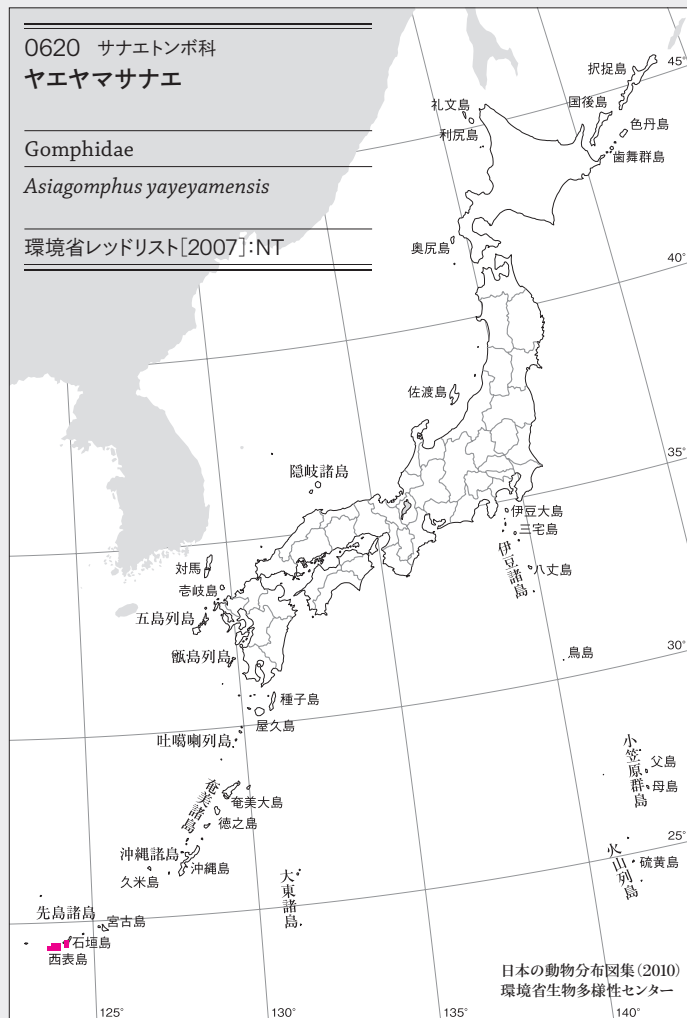 0620 サナエトンボ科
ヤエヤマサナエ
Gomphidae
Asiagomphus yayeyamensis
環境省レッドリスト[2007]:NT
45°
択捉島
国後島
礼文島
色丹島
利尻島
歯舞群島
奥尻島
40°
佐渡島
35°
隠岐諸島
伊豆大島
三宅島
伊豆諸島
八丈島
対馬
壱岐島
五島列島
甑島列島
鳥島
30°
種子島
屋久島
吐噶喇列島
小笠原群島
父島
母島
奄美諸島
奄美大島
徳之島
25°
沖縄諸島
沖縄島
久米島
大東諸島
火山列島
硫黄島
先島諸島
宮古島
石垣島
西表島
日本の動物分布図集(2010)
環境省生物多様性センター
125°
130°
135°
140°